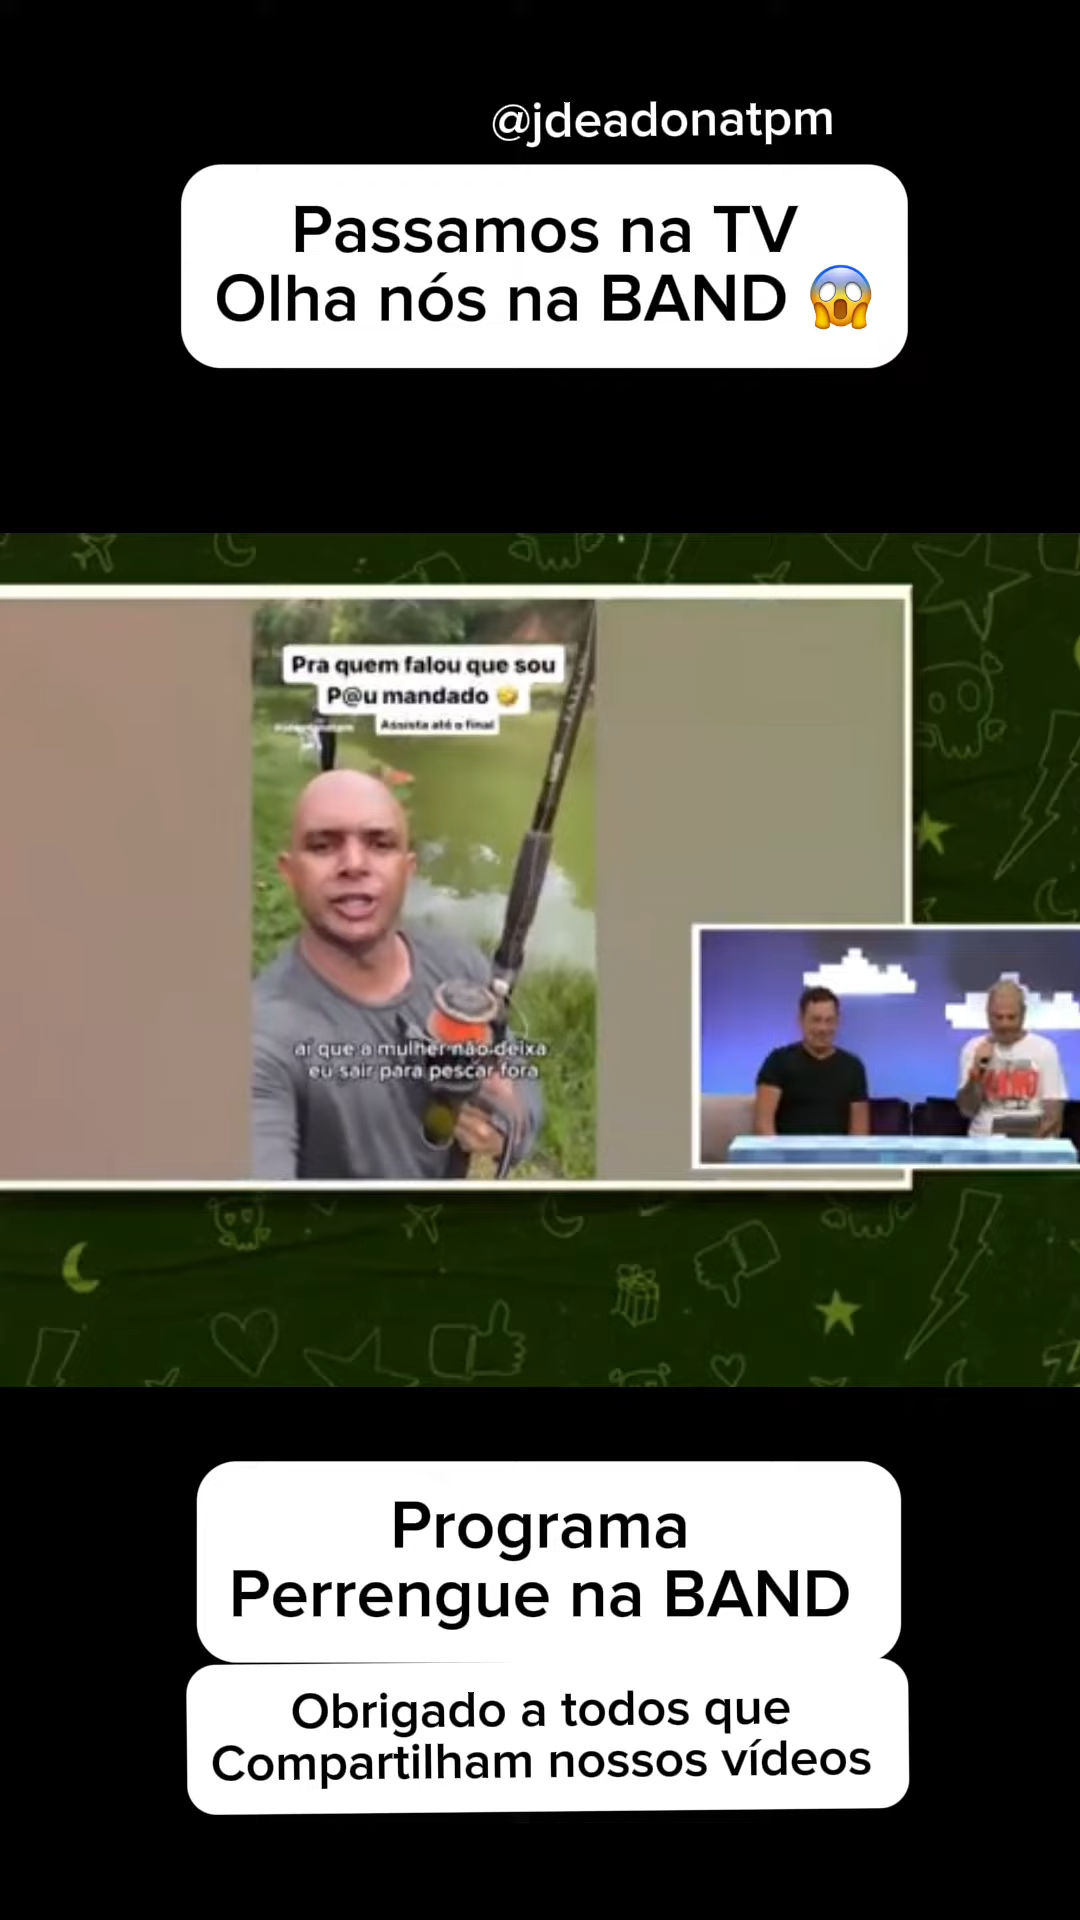 @jdeadonatpm
Passamos na TV
Olha nós na BAND 😱
Pra quem falou que sou
P@u mandado 🤣
Assista até o final
ai que a mulher não deixa
eu sair para pescar fora
Programa
Perrengue na BAND
Obrigado a todos que
Compartilham nossos vídeos